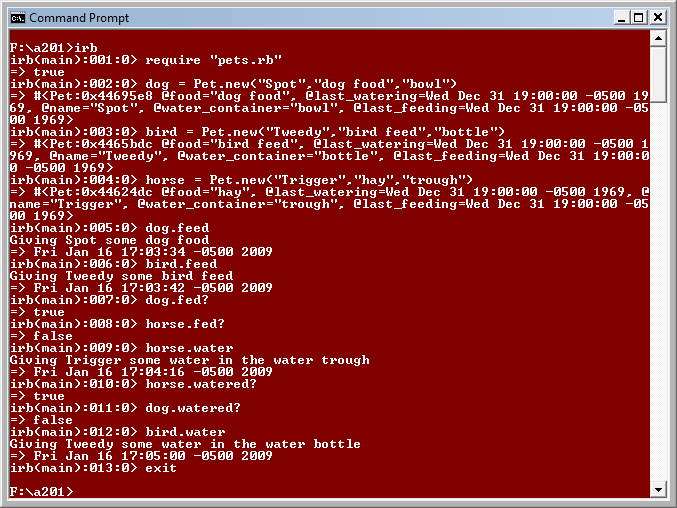 Command Prompt
F:\a201>irb
irb(main):001:0> require "pets.rb"
=> true
irb(main):002:0> dog = Pet.new("Spot","dog food","bowl")
=> #<Pet:0x44695e8 @food="dog food", @last_watering=Wed Dec 31 19:00:00 -0500 19
69, @name="Spot", @water_container="bowl", @last_feeding=Wed Dec 31 19:00:00 -05
00 1969>
irb(main):003:0> bird = Pet.new("Tweedy","bird feed","bottle")
=> #<Pet:0x4465bdc @food="bird feed", @last_watering=Wed Dec 31 19:00:00 -0500 1
969, @name="Tweedy", @water_container="bottle", @last_feeding=Wed Dec 31 19:00:0
0 -0500 1969>
irb(main):004:0> horse = Pet.new("Trigger","hay","trough")
=> #<Pet:0x44624dc @food="hay", @last_watering=Wed Dec 31 19:00:00 -0500 1969, @
name="Trigger", @water_container="trough", @last_feeding=Wed Dec 31 19:00:00 -05
00 1969>
irb(main):005:0> dog.feed
Giving Spot some dog food
=> Fri Jan 16 17:03:34 -0500 2009
irb(main):006:0> bird.feed
Giving Tweedy some bird feed
=> Fri Jan 16 17:03:42 -0500 2009
irb(main):007:0> dog.fed?
=> true
irb(main):008:0> horse.fed?
=> false
irb(main):009:0> horse.water
Giving Trigger some water in the water trough
=> Fri Jan 16 17:04:16 -0500 2009
irb(main):010:0> horse.watered?
=> true
irb(main):011:0> dog.watered?
=> false
irb(main):012:0> bird.water
Giving Tweedy some water in the water bottle
=> Fri Jan 16 17:05:00 -0500 2009
irb(main):013:0> exit
F:\a201>